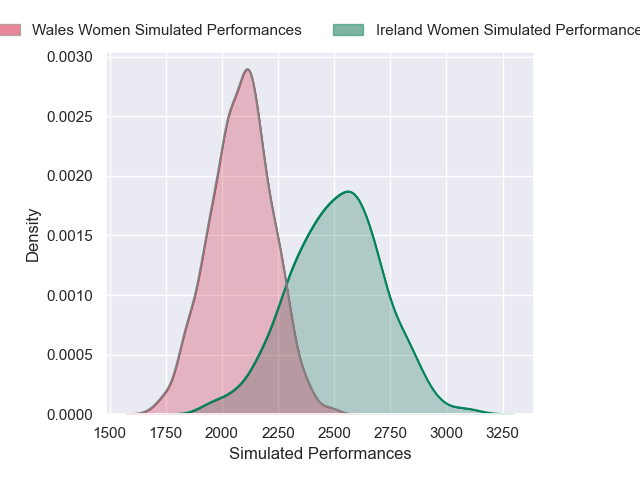 Wales Women Simulated Performances
Ireland Women Simulated Performance
0.0030
0.0025
0.0020
0.0015
0.0010
0.0005
0.0000
Density
1500 1750 2000 2250 2500 2750 3000 3250
Simulated Performances